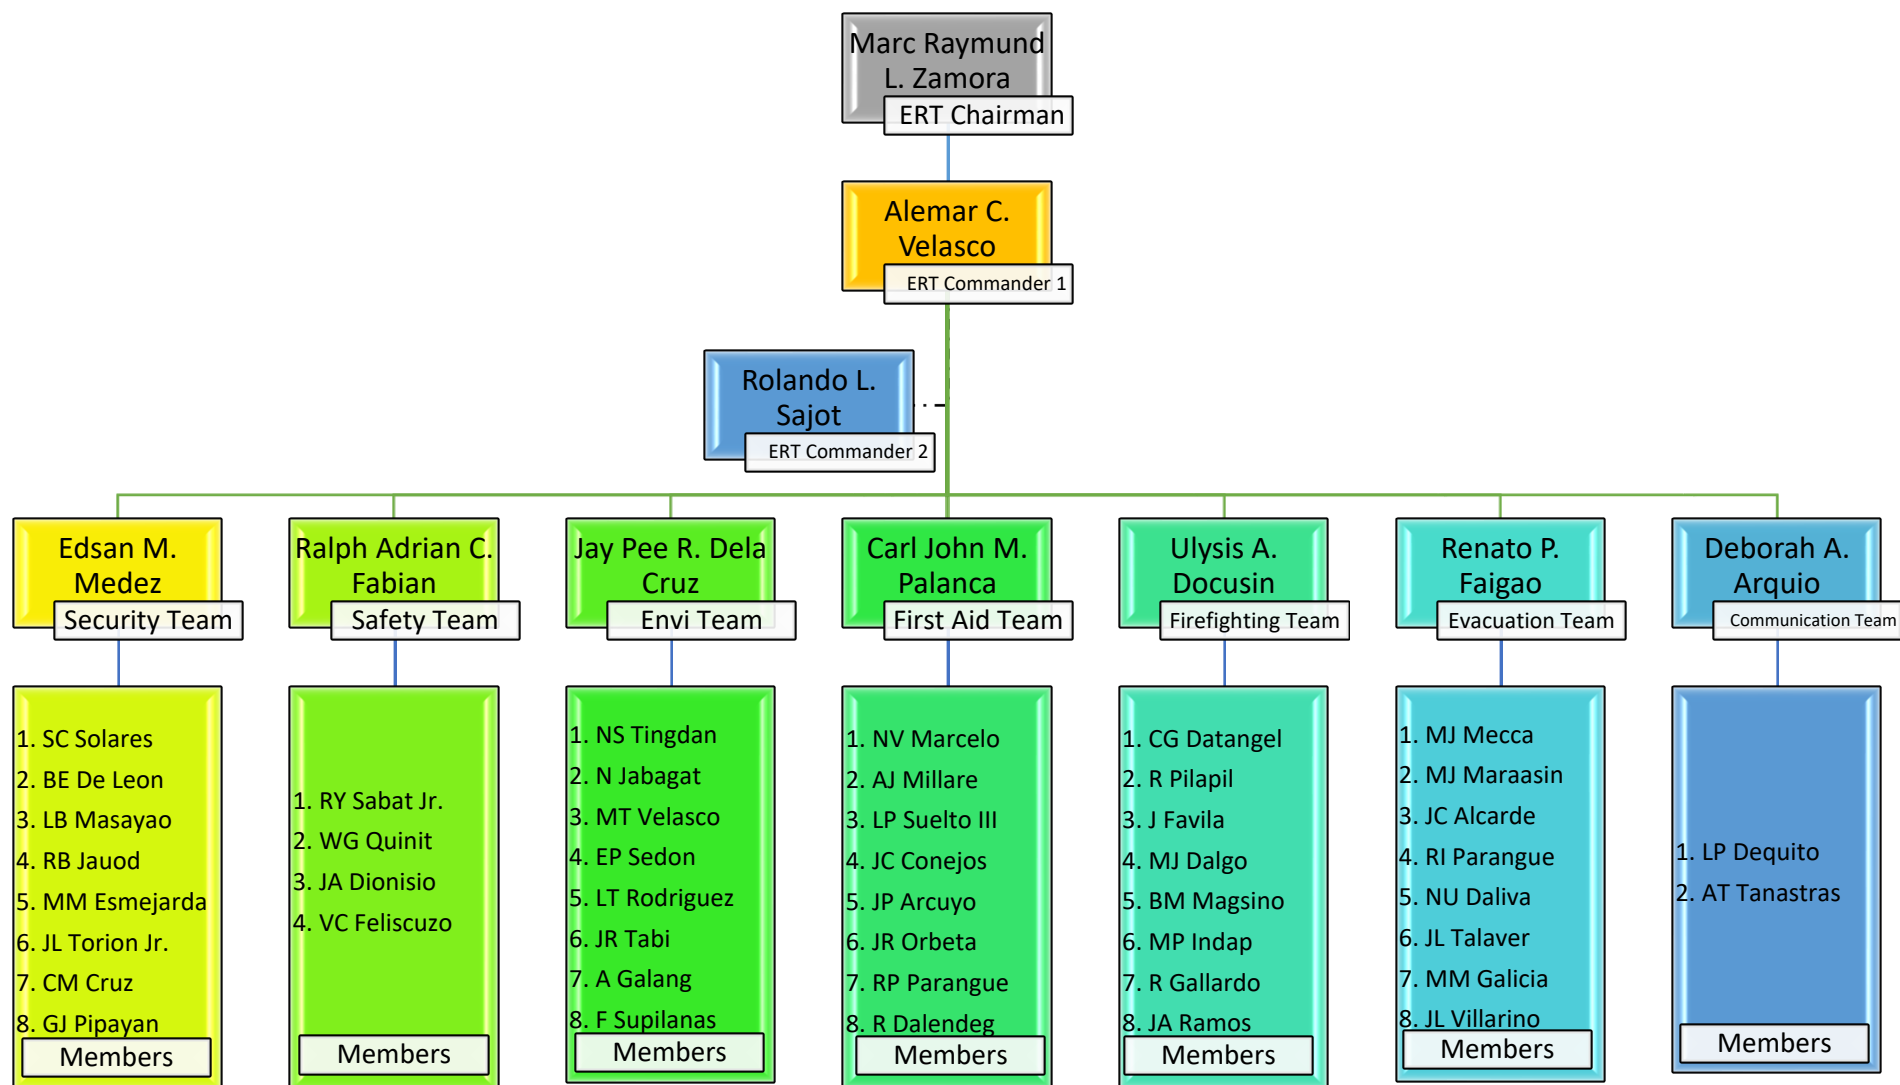 Marc Raymund
L. Zamora
ERT Chairman
Alemar C.
Velasco
ERT Commander 1
Rolando L.
Sajot
ERT Commander 2
Edsan M.
Medez
Security Team
Ralph Adrian C.
Fabian
Safety Team
Jay Pee R. Dela
Cruz
Envi Team
Carl John M.
Palanca
First Aid Team
Ulysis A.
Docusin
Firefighting Team
Renato P.
Faigao
Evacuation Team
Deborah A.
Arquio
Communication Team
1. SC Solares
2. BE De Leon
3. LB Masayao
4. RB Jauod
5. MM Esmejarda
6. JL Torion Jr.
7. CM Cruz
8. GJ Pipayan
Members
1. RY Sabat Jr.
2. WG Quinit
3. JA Dionisio
4. VC Feliscuzo
Members
1. NS Tingdan
2. N Jabagat
3. MT Velasco
4. EP Sedon
5. LT Rodriguez
6. JR Tabi
7. A Galang
8. F Supilanas
Members
1. NV Marcelo
2. AJ Millare
3. LP Suelto III
4. JC Conejos
5. JP Arcuyo
6. JR Orbeta
7. RP Parangue
8. R Dalendeg
Members
1. CG Datangel
2. R Pilapil
3. J Favila
4. MJ Dalgo
5. BM Magsino
6. MP Indap
7. R Gallardo
8. JA Ramos
Members
1. MJ Mecca
2. MJ Maraasin
3. JC Alcarde
4. RI Parangue
5. NU Daliva
6. JL Talaver
7. MM Galicia
8. JL Villarino
Members
1. LP Dequito
2. AT Tanastras
Members